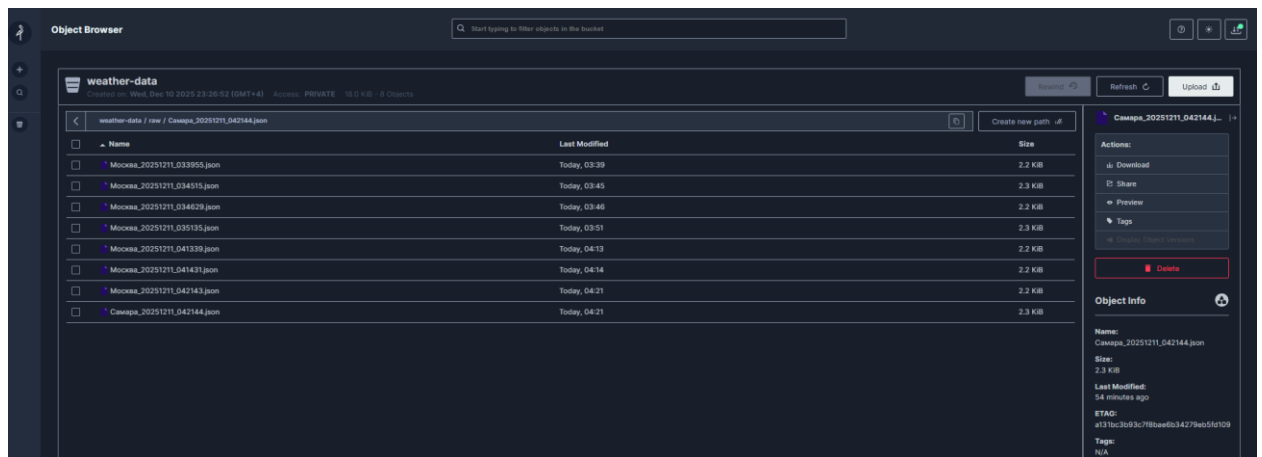 Object Browser
Start typing to filter objects in the bucket
weather-data
Created on: Wed, Dec 10 2025 23:26:52 (GMT+4) Access: PRIVATE 18.0 KiB - 8 Objects
Rewind
Refresh
Upload
weather-data / raw / Самара_20251211_042144.json
Create new path
Name Last Modified Size
Москва_20251211_033955.json Today, 03:39 2.2 KiB
Москва_20251211_034515.json Today, 03:45 2.3 KiB
Москва_20251211_034629.json Today, 03:46 2.2 KiB
Москва_20251211_035135.json Today, 03:51 2.3 KiB
Москва_20251211_041339.json Today, 04:13 2.2 KiB
Москва_20251211_041431.json Today, 04:14 2.2 KiB
Москва_20251211_042143.json Today, 04:21 2.2 KiB
Самара_20251211_042144.json Today, 04:21 2.3 KiB
Самара_20251211_042144.j...
Actions:
Download
Share
Preview
Tags
Display Object Versions
Delete
Object Info
Name:
Самара_20251211_042144.json
Size:
2.3 KiB
Last Modified:
54 minutes ago
ETAG:
a131bc3b93c7f8bae6b34279eb5fd109
Tags:
N/A